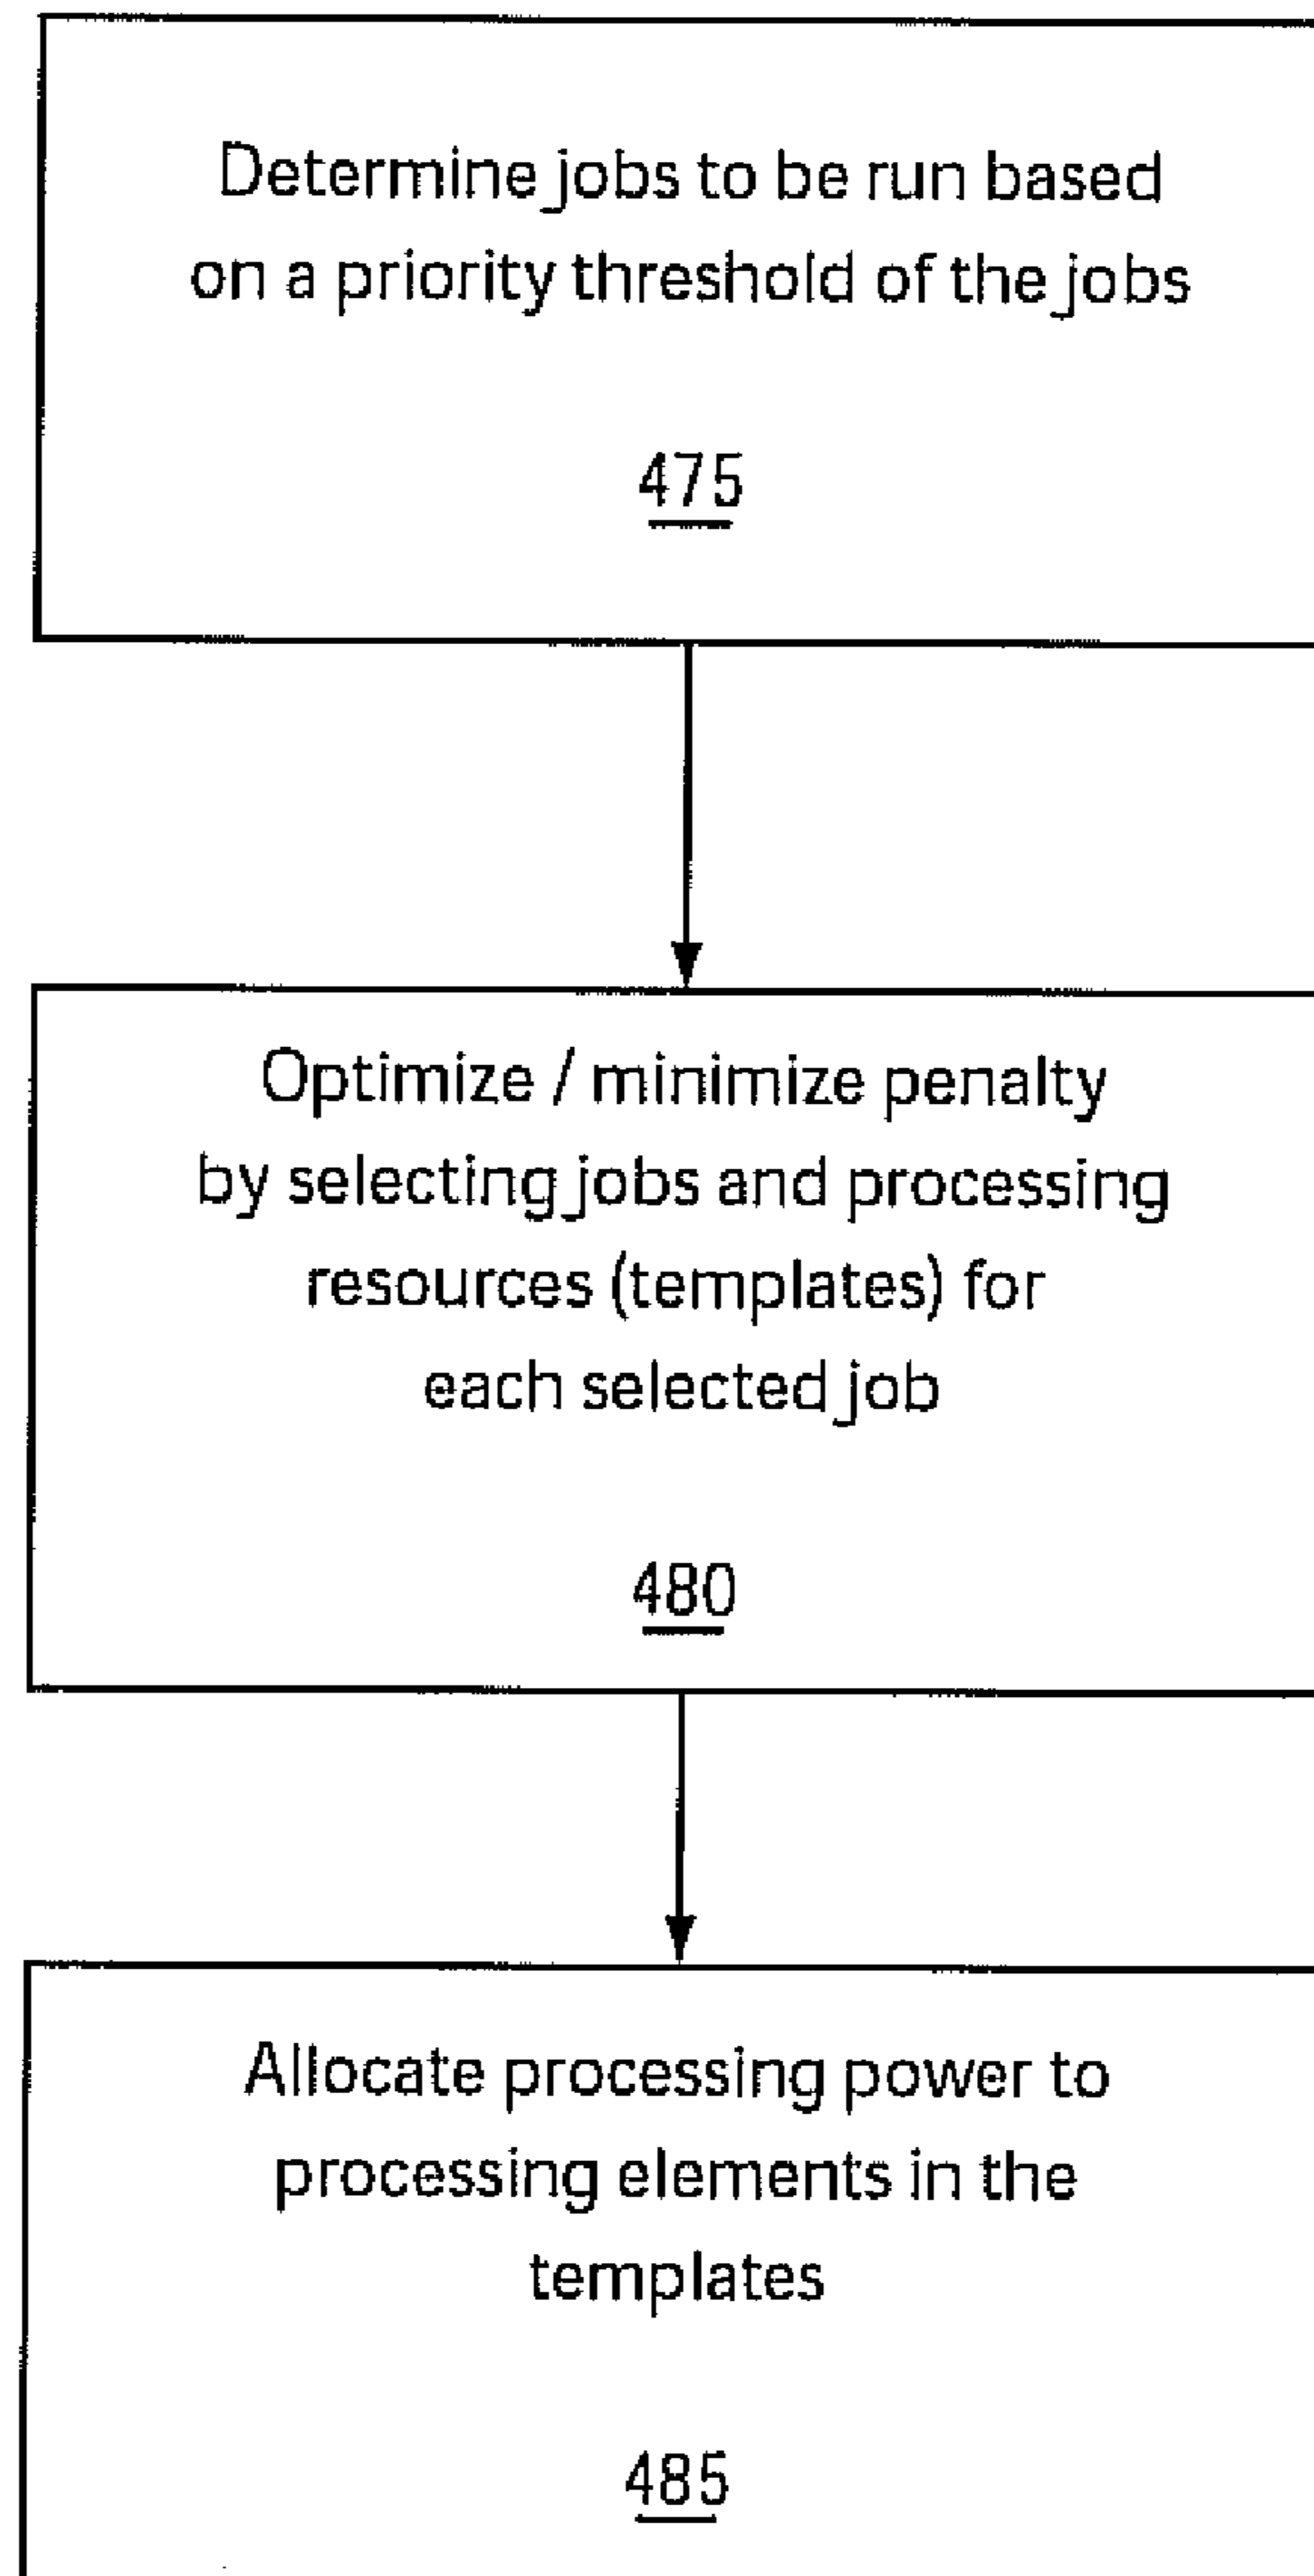 Determine jobs to be run based
on a priority threshold of the jobs
475
Optimize / minimize penalty
by selecting jobs and processing
resources (templates) for
each selected job
480
Allocate processing power to
processing elements in the
templates
485